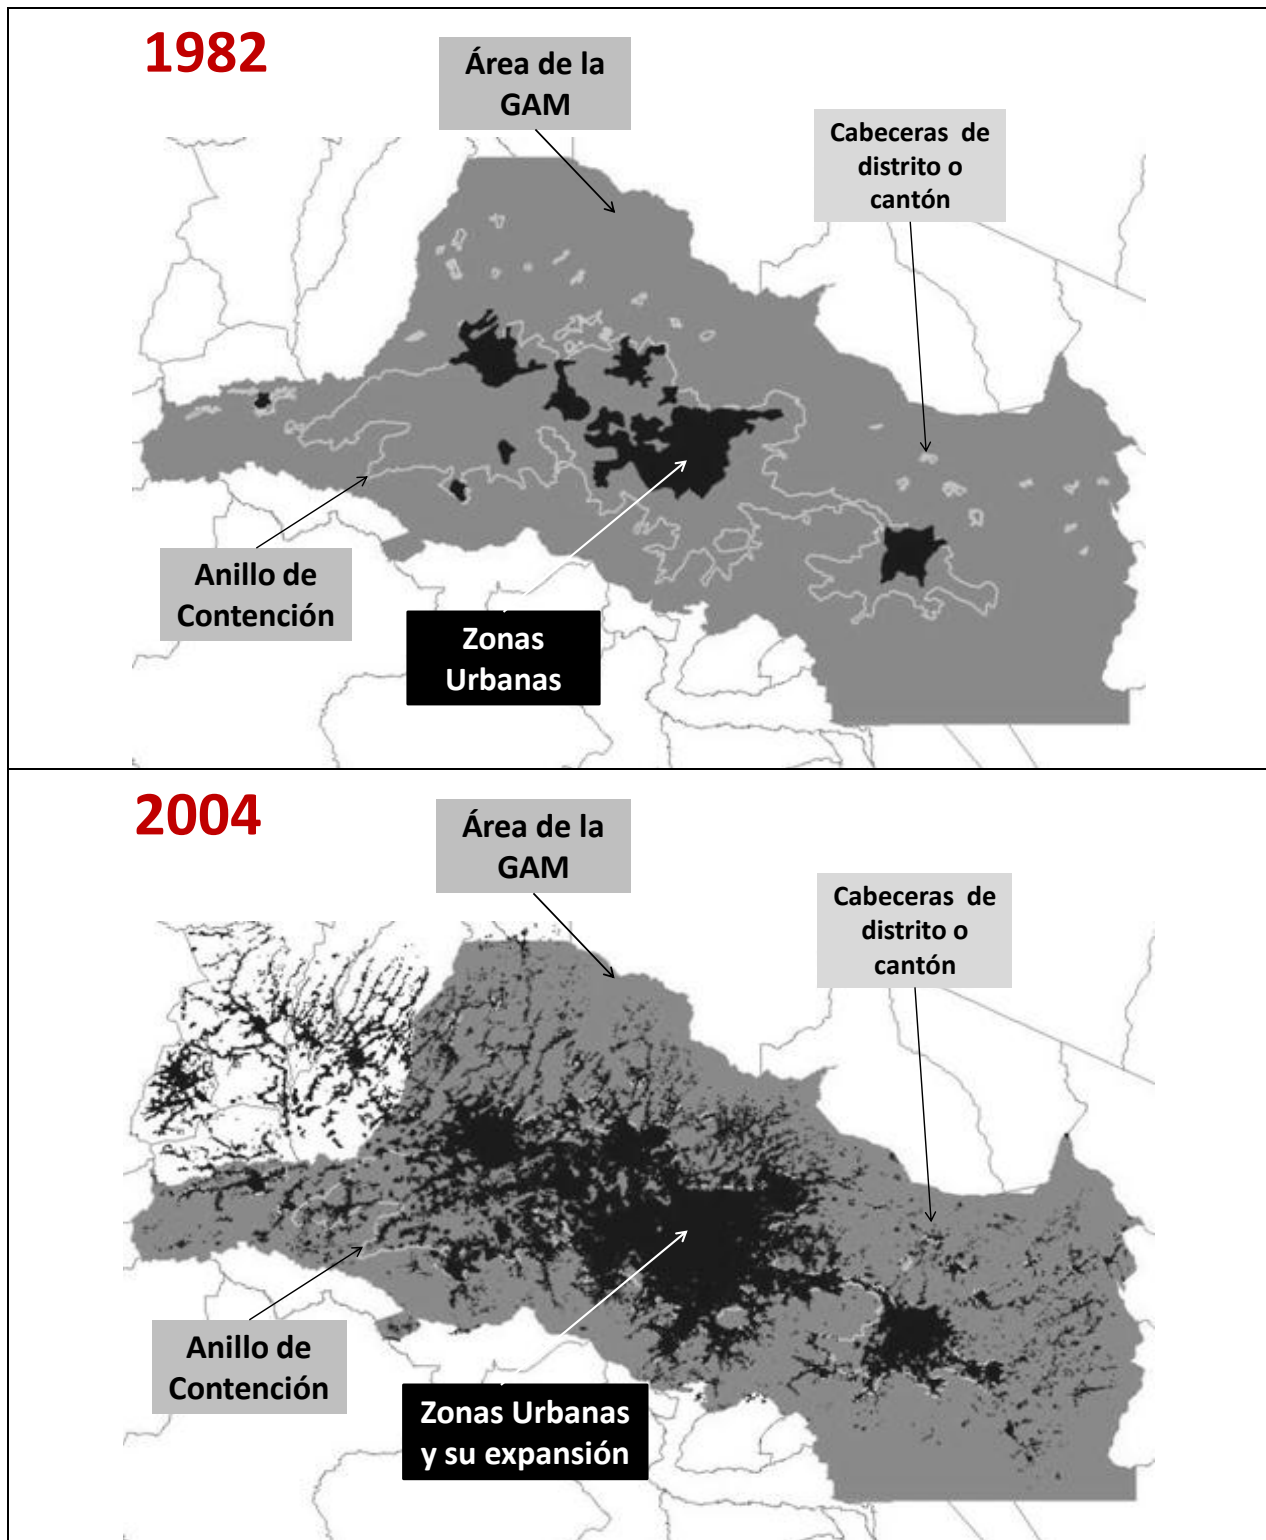 1982
Área de la
GAM
Cabeceras de
distrito o
cantón
Anillo de
Contención
Zonas
Urbanas
2004
Área de la
GAM
Cabeceras de
distrito o
cantón
Anillo de
Contención
Zonas Urbanas
y su expansión